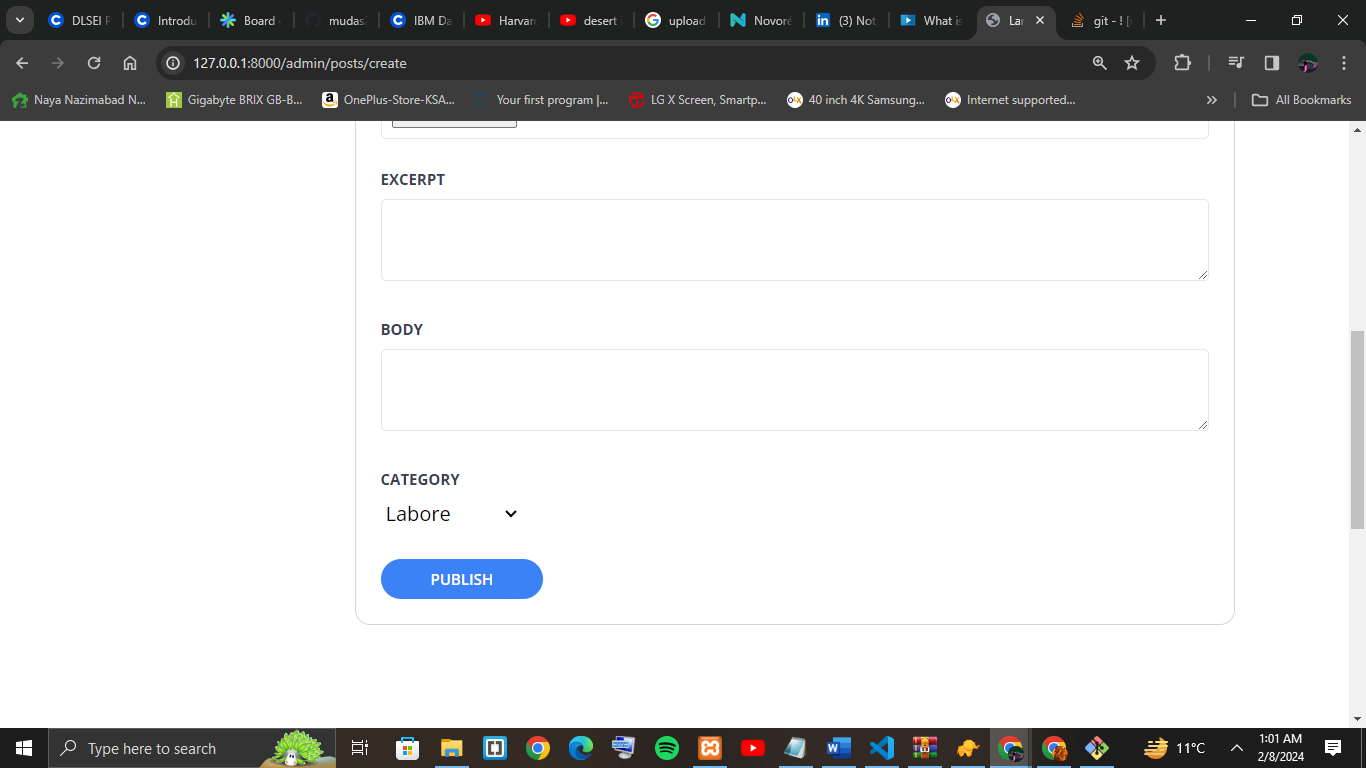 DLSEI P
Introdu
Board -
mudas
IBM Da
Harvar
desert i
upload
Novoré
(3) Not
What is
Lar
git - ! [r
127.0.0.1:8000/admin/posts/create
Naya Nazimabad N...
Gigabyte BRIX GB-B...
OnePlus-Store-KSA...
Your first program |...
LG X Screen, Smartp...
40 inch 4K Samsung...
Internet supported...
All Bookmarks
EXCERPT
BODY
CATEGORY
Labore
PUBLISH
Type here to search
11°C
1:01 AM
2/8/2024